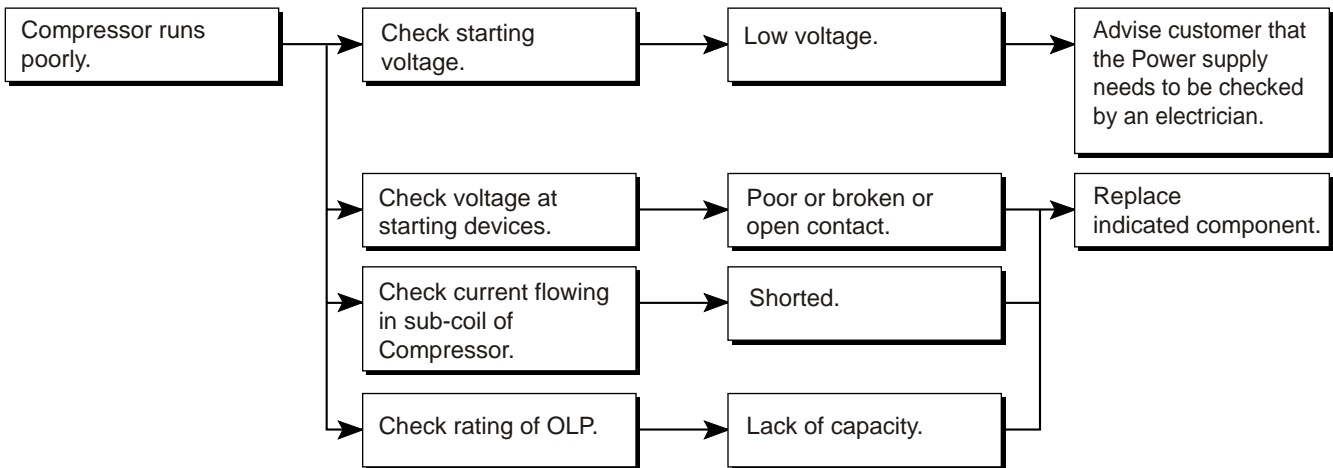 Compressor runs
poorly.
Check starting
voltage.
Low voltage.
Advise customer that
the Power supply
needs to be checked
by an electrician.
Check voltage at
starting devices.
Poor or broken or
open contact.
Replace
indicated component.
Check current flowing
in sub-coil of
Compressor.
Shorted.
Check rating of OLP.
Lack of capacity.